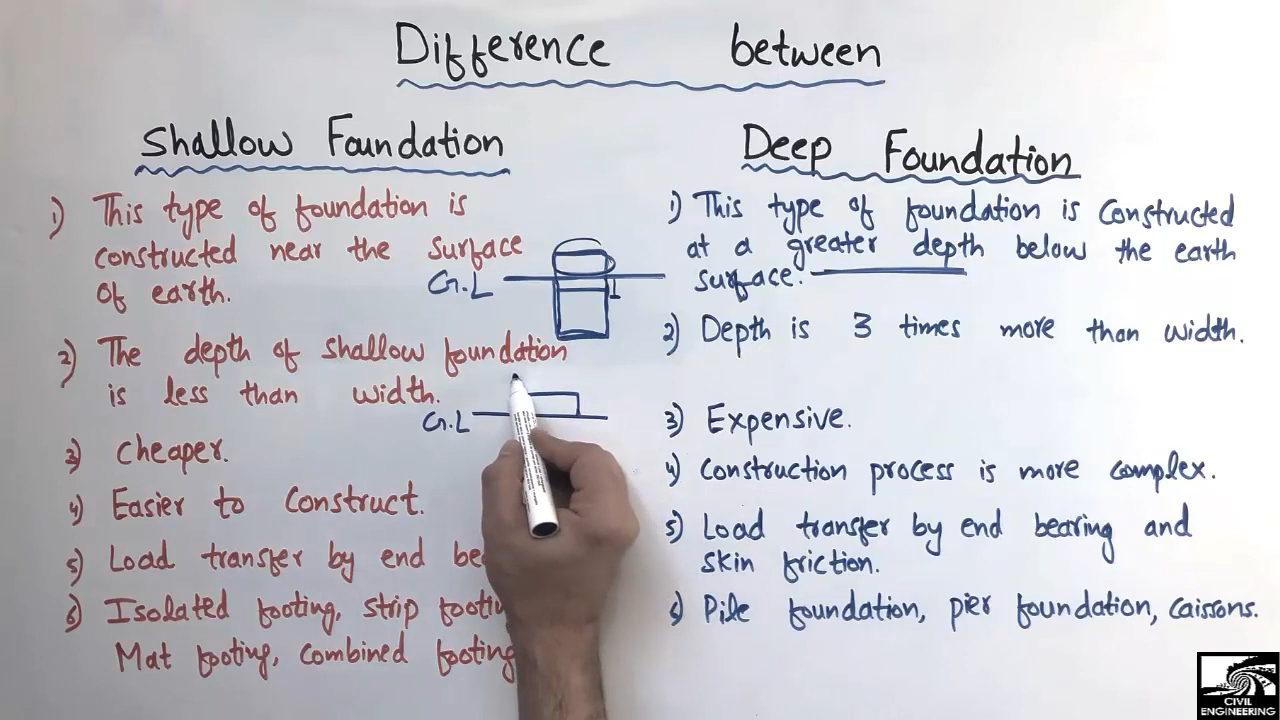 Difference between
Shallow Foundation
1) This type of foundation is
constructed near the surface
of earth.
G.L
2) The depth of shallow foundation
is less than width.
G.L
3) Cheaper.
4) Easier to construct.
5) Load transfer by end
6) Isolated footing, strip
Mat footing, combined footing
Deep Foundation
1) This type of foundation is constructed
at a greater depth below the earth
surface.
2) Depth is 3 times more than width.
3) Expensive.
4) Construction process is more complex.
5) Load transfer by end bearing and
skin friction.
6) Pile foundation, pier foundation, caissons.
CIVIL
ENGINEERING